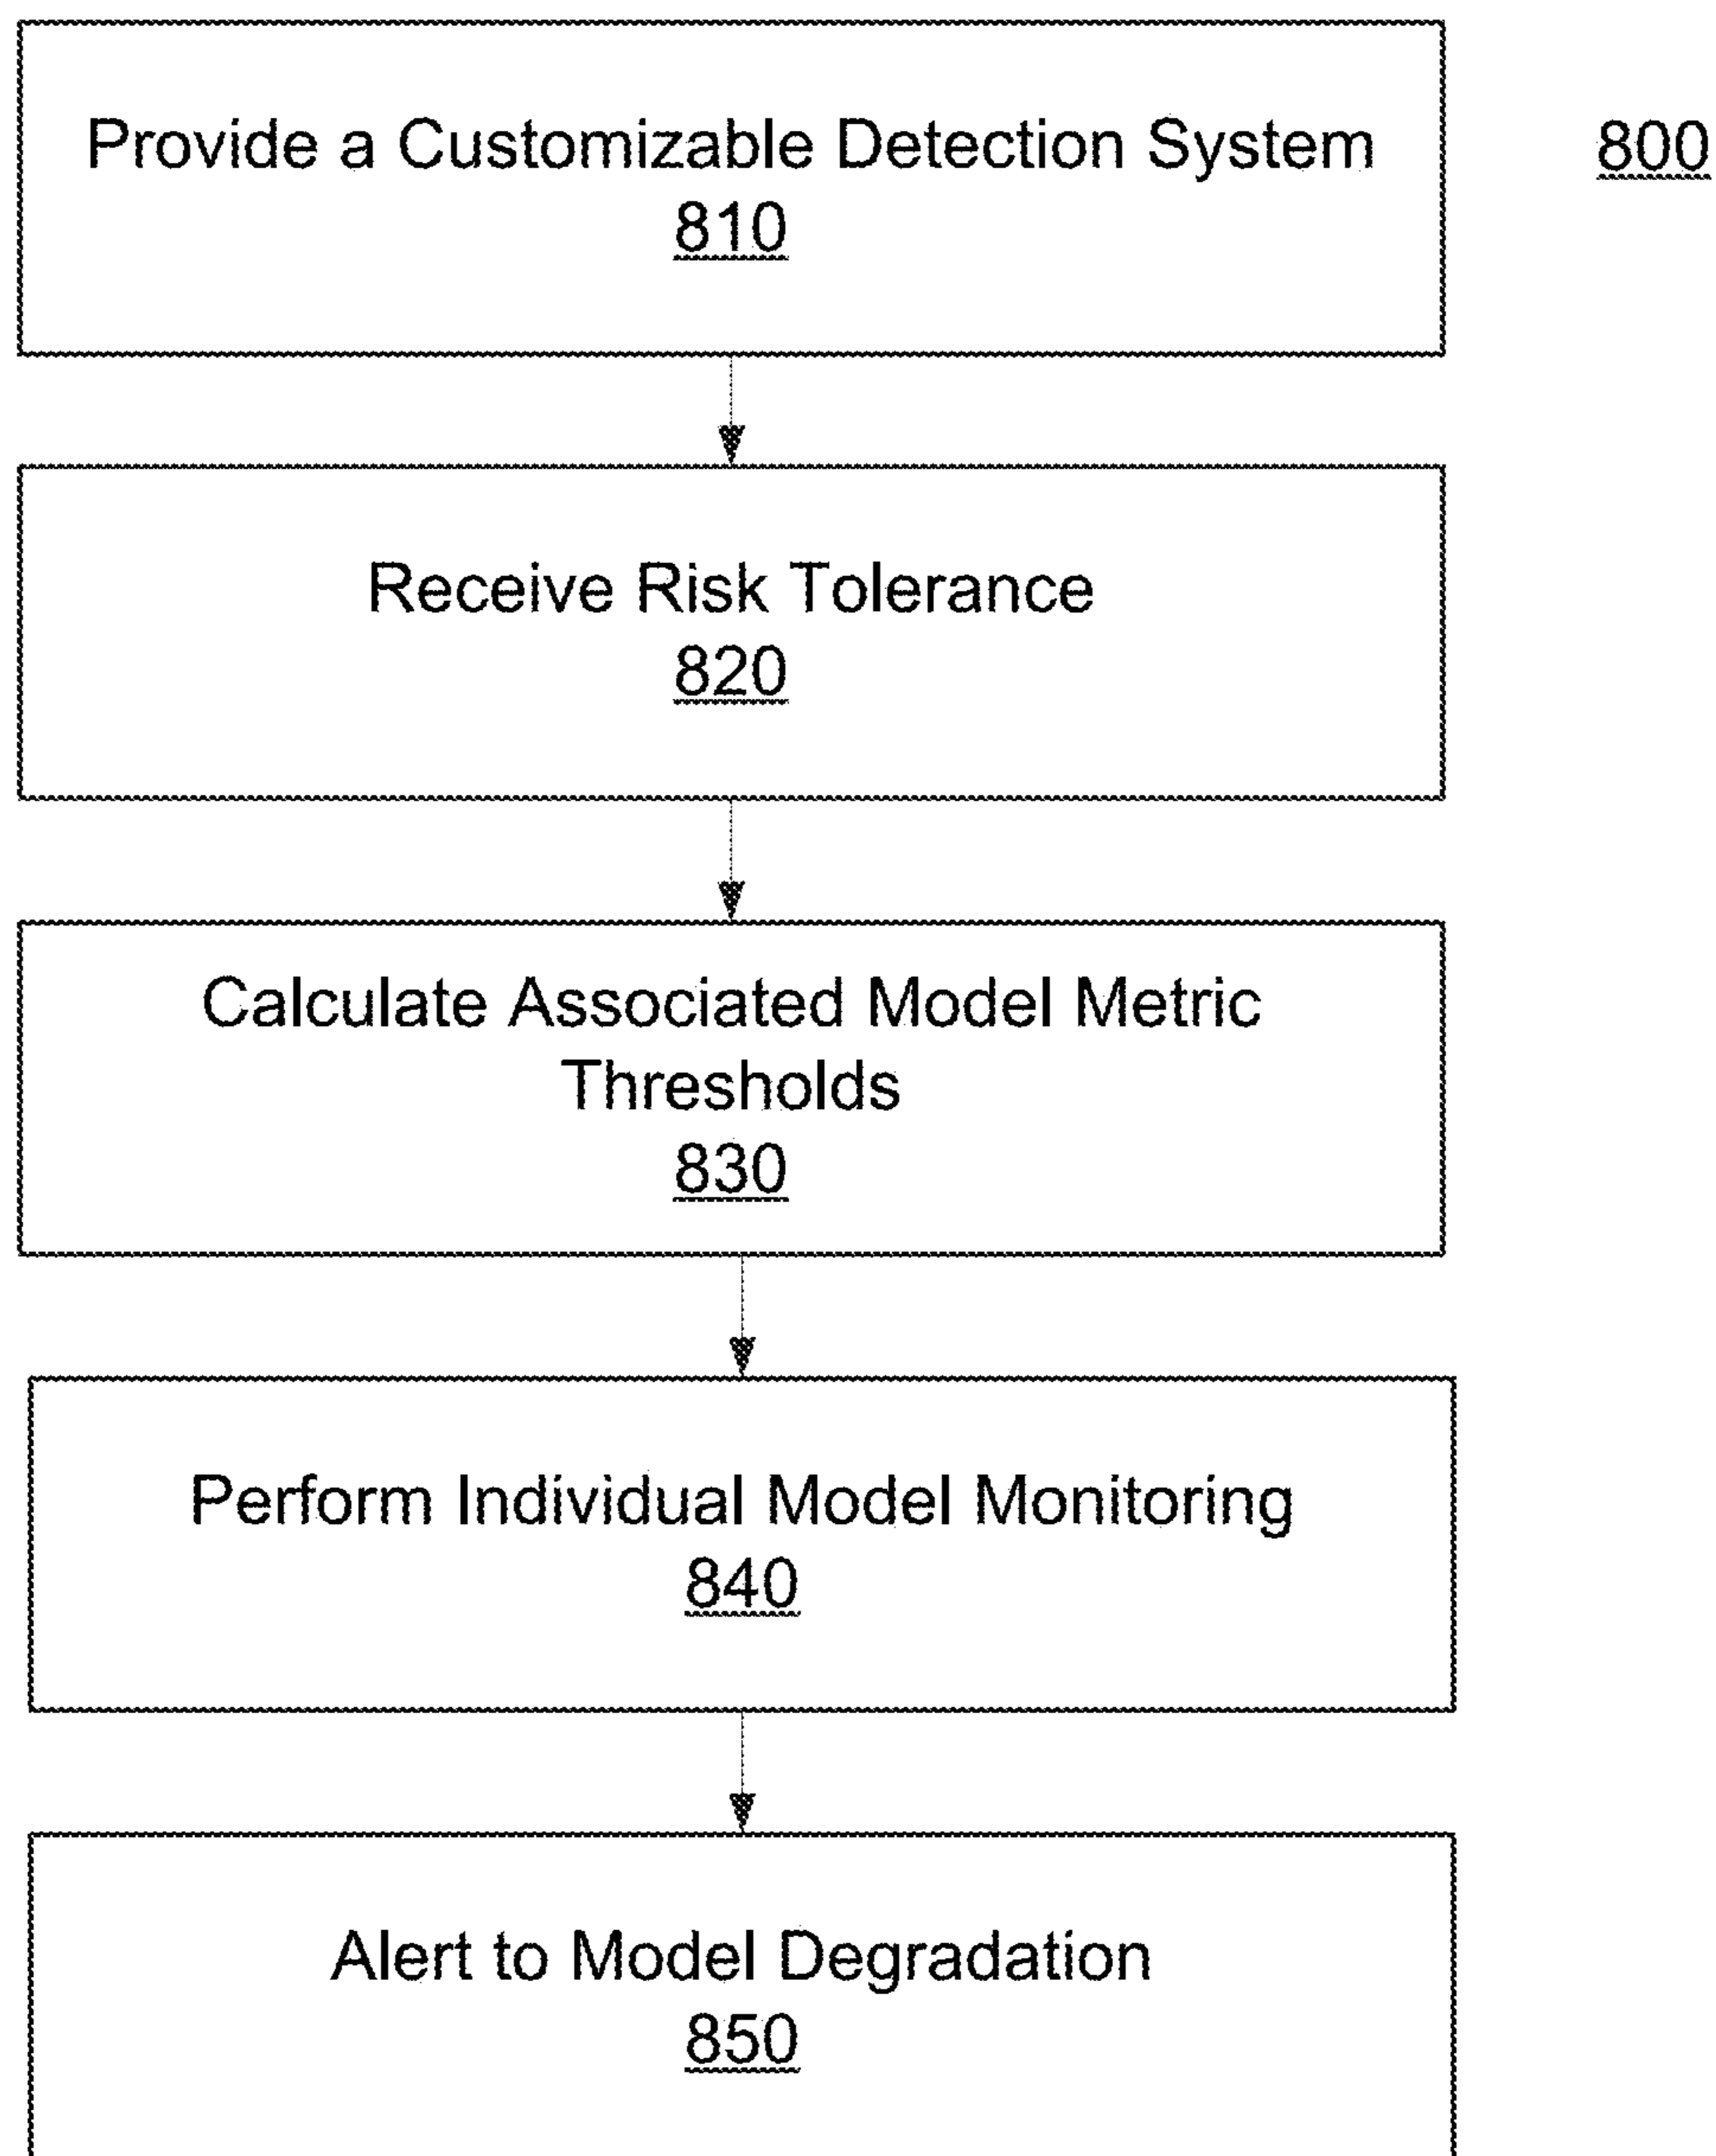 Provide a Customizable Detection System
810
800
Receive Risk Tolerance
820
Calculate Associated Model Metric
Thresholds
830
Perform Individual Model Monitoring
840
Alert to Model Degradation
850